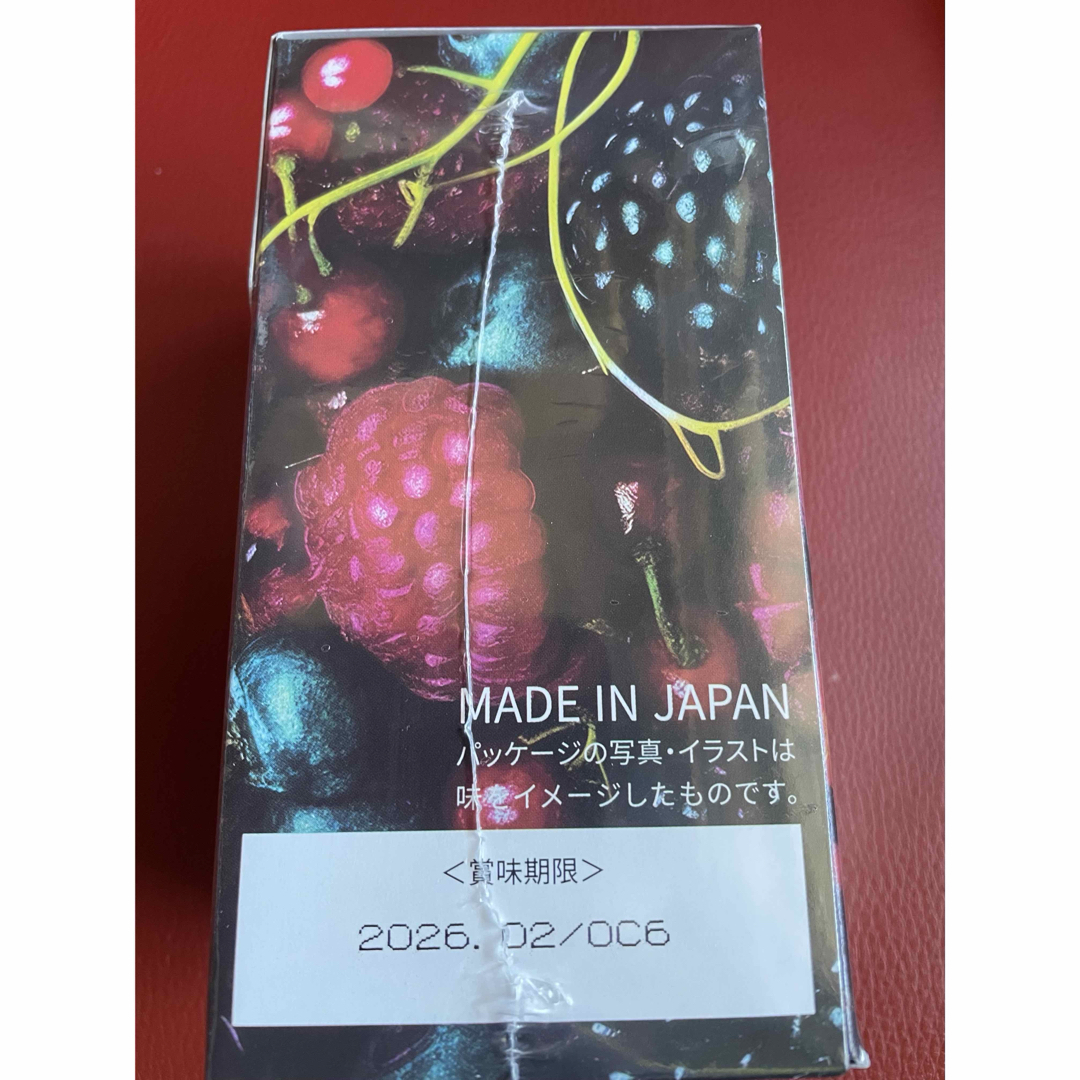 MADE IN JAPAN
パッケージの写真・イラストは
味をイメージしたものです。
＜賞味期限＞
2026. 02/0C6